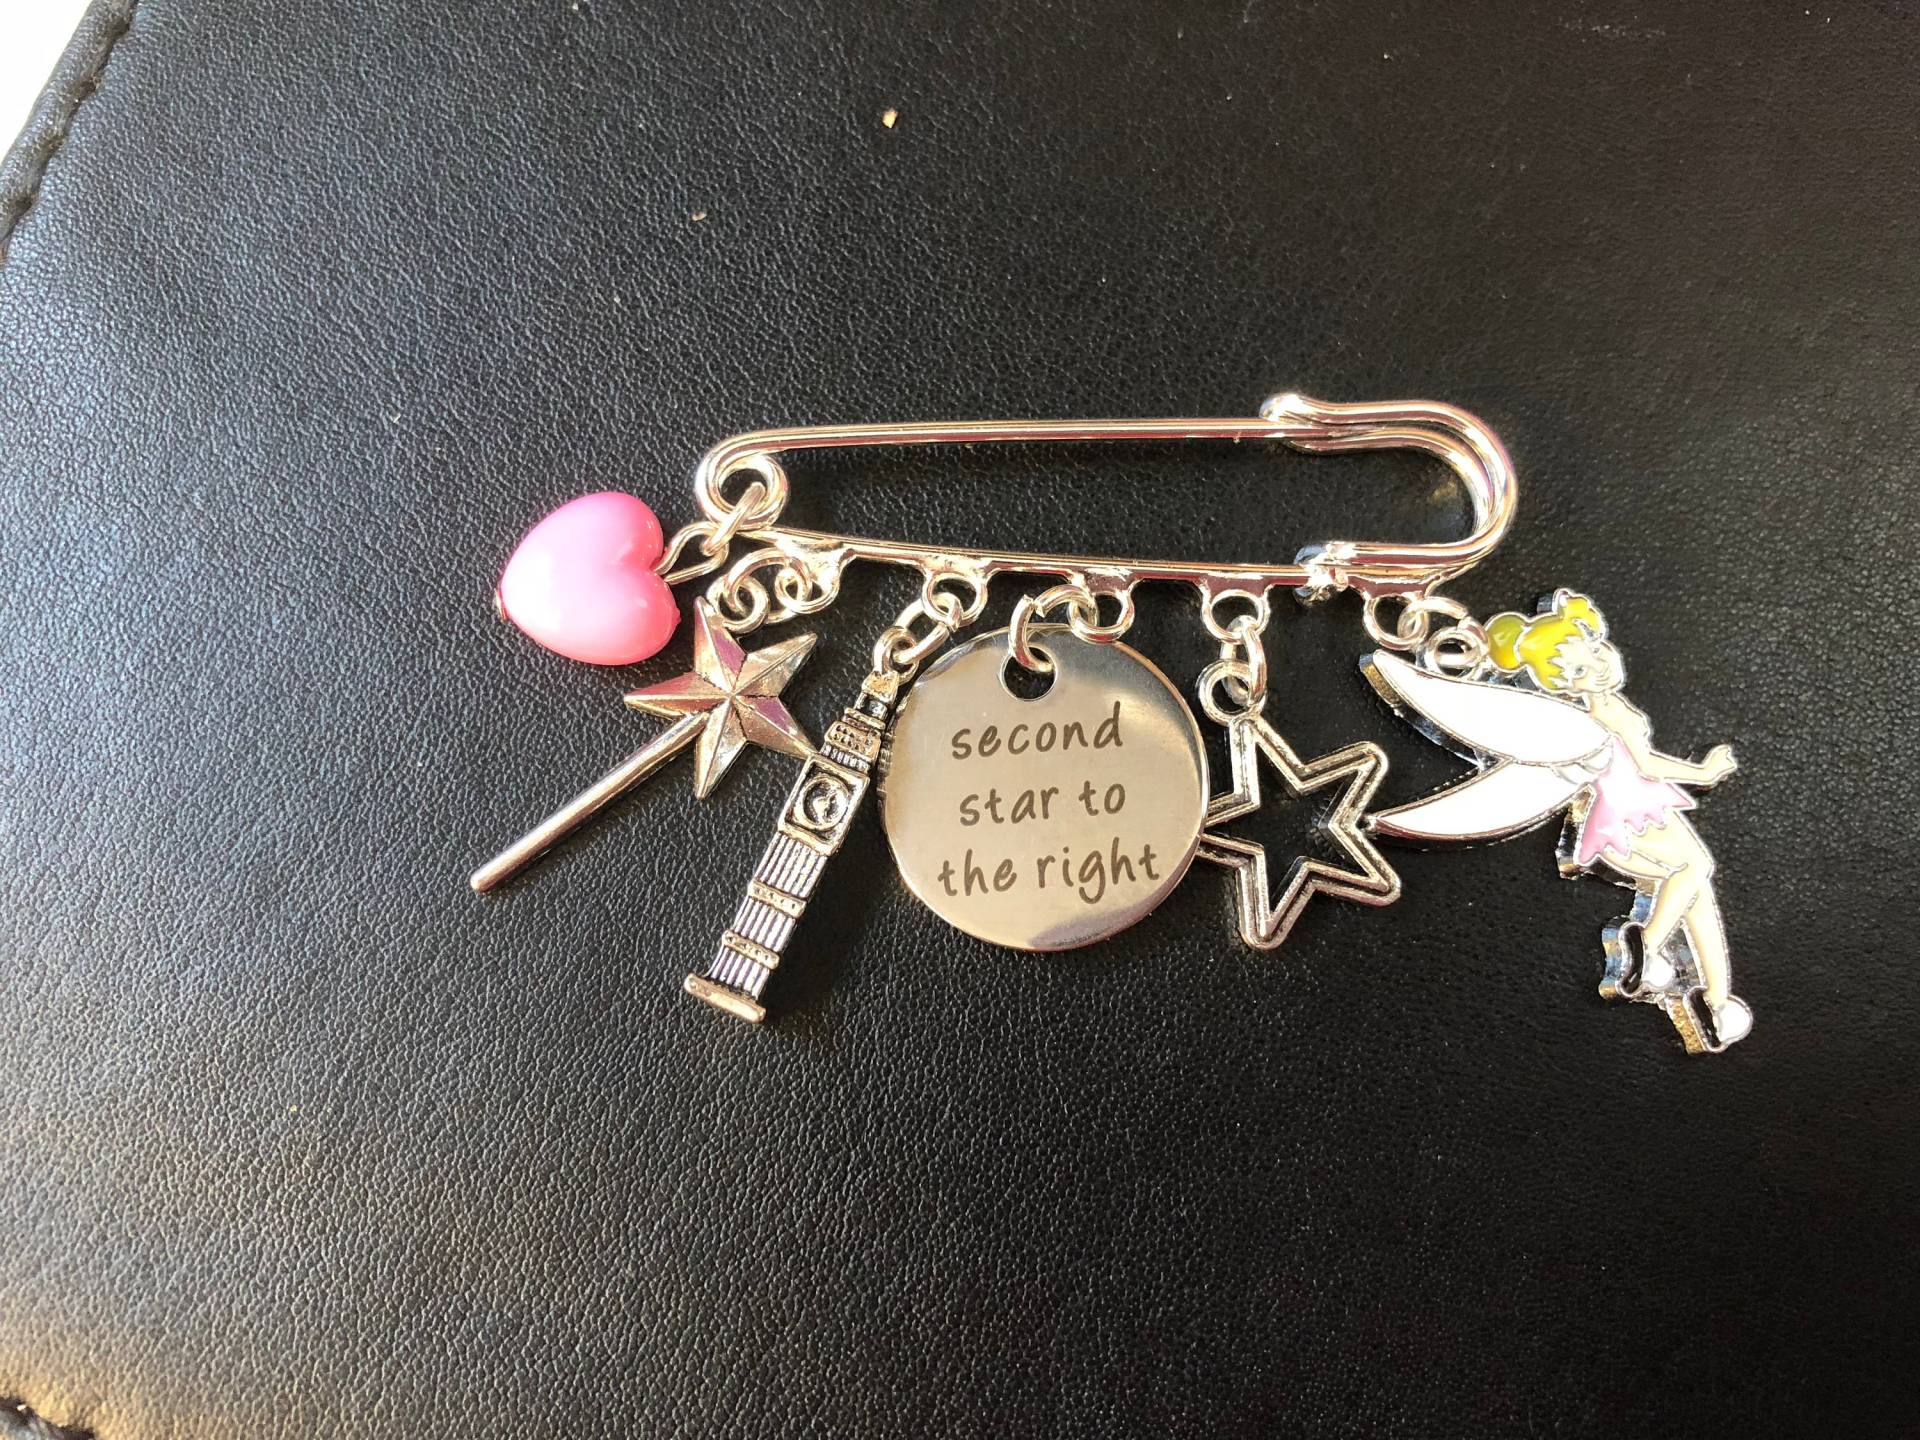 second
star to
the right